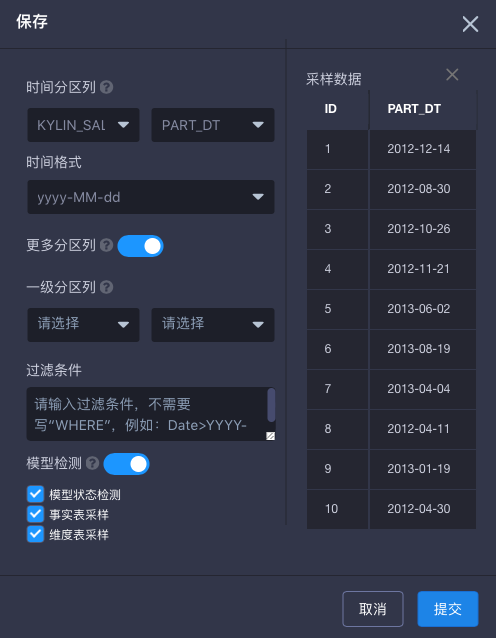 保存
时间分区列
KYLIN_SAL PART_DT
时间格式
yyyy-MM-dd
更多分区列
一级分区列
请选择 请选择
过滤条件
请输入过滤条件，不需要
写“WHERE”，例如：Date>YYYY-
模型检测
模型状态检测
事实表采样
维度表采样
采样数据
ID PART_DT
1 2012-12-14
2 2012-08-30
3 2012-10-26
4 2012-11-21
5 2013-06-02
6 2013-08-19
7 2013-04-04
8 2012-04-11
9 2013-01-19
10 2012-04-30
取消 提交